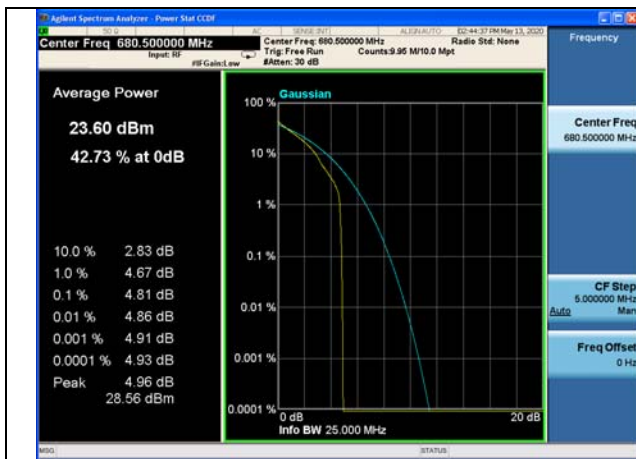 Agilent Spectrum Analyzer - Power Stat CCDF
50 Ω AC SENSE:INT ALIGN AUTO 02:44:37 PM May 13, 2020
Center Freq 680.500000 MHz
Input: RF
#IFGain:Low
Center Freq: 680.500000 MHz
Radio Std: None
Trig: Free Run
Counts:9.95 M/10.0 Mpt
#Atten: 30 dB
Average Power
23.60 dBm
42.73 % at 0dB
10.0 % 2.83 dB
1.0 % 4.67 dB
0.1 % 4.81 dB
0.01 % 4.86 dB
0.001 % 4.91 dB
0.0001 % 4.93 dB
Peak 4.96 dB
28.56 dBm
Gaussian
100 %
10 %
1 %
0.1 %
0.01 %
0.001 %
0.0001 %
0 dB 20 dB
Info BW 25.000 MHz
Frequency
Center Freq
680.500000 MHz
CF Step
5.000000 MHz
Auto Man
Freq Offset
0 Hz
MSG STATUS